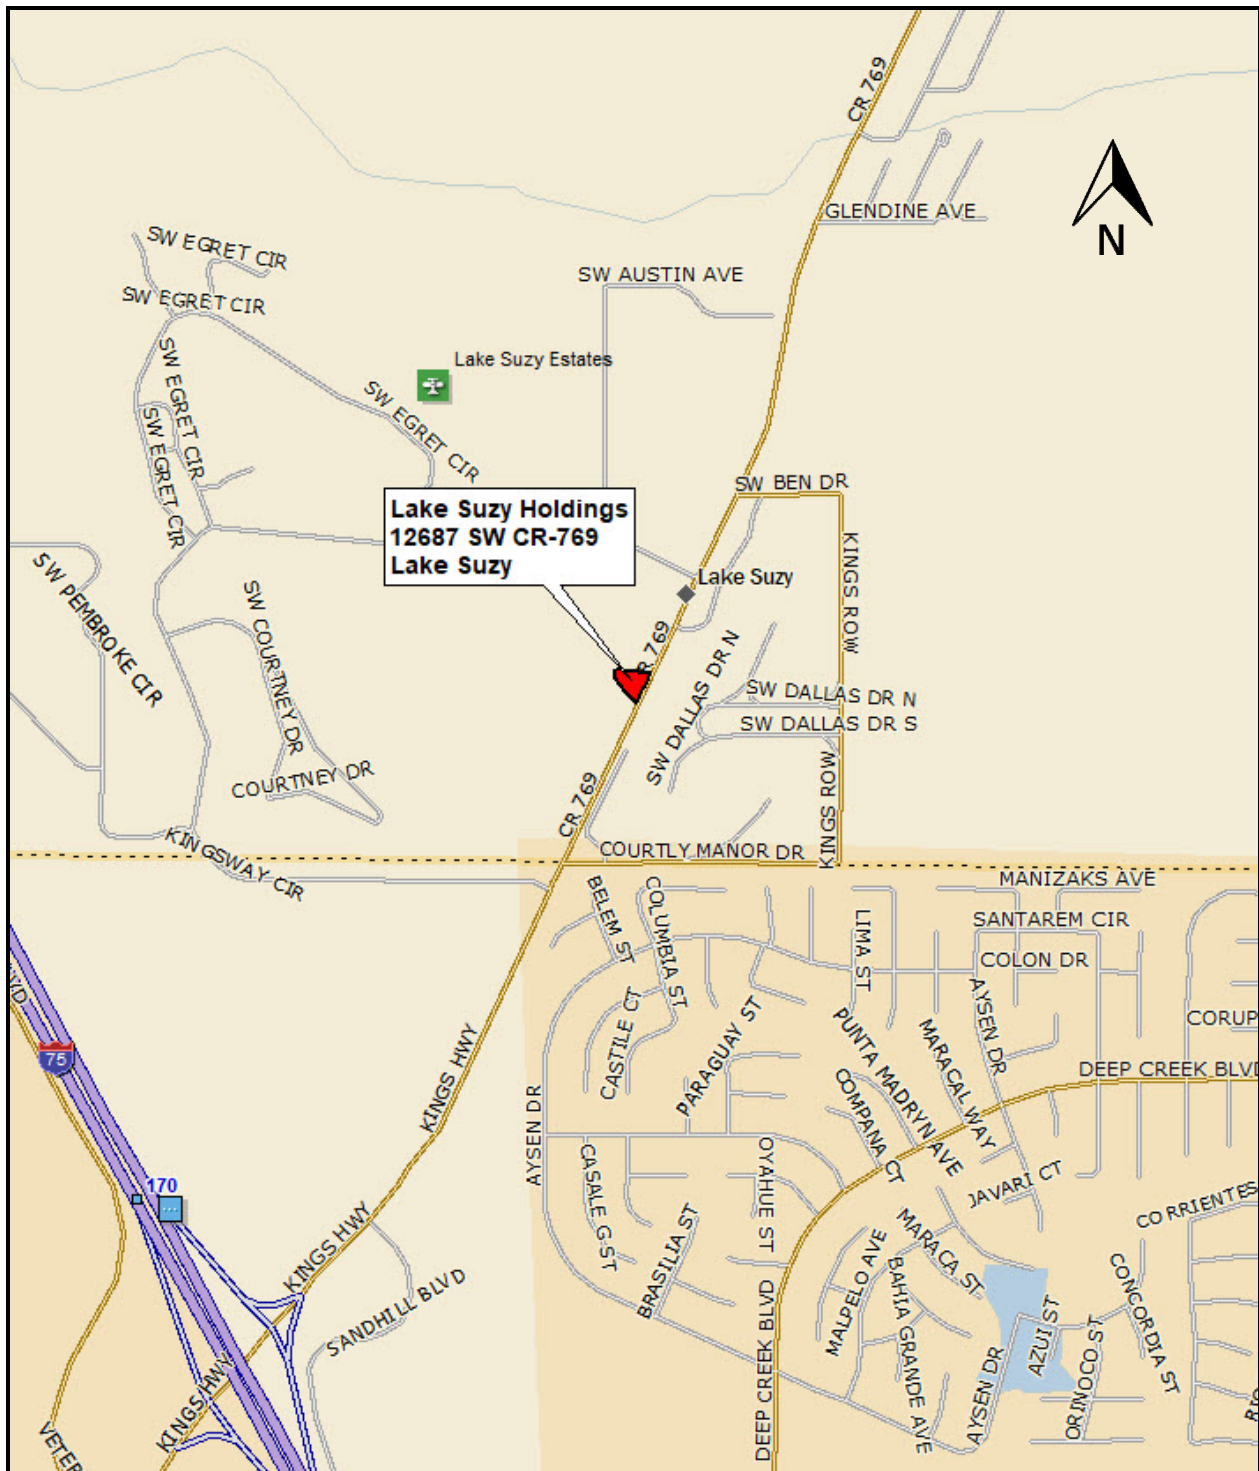 CR 769
GLENDINE AVE
N
SW EGRET CIR
SW AUSTIN AVE
SW EGRET CIR
Lake Suzy Estates
SW EGRET CIR
SW EGRET CIR
SW EGRET CIR
SW BEN DR
Lake Suzy Holdings
12687 SW CR-769
Lake Suzy
KINGS ROW
SW PEMBROKE CIR
Lake Suzy
SW COURTNEY DR
R 769
SW DALLAS DR N
SW DALLAS DR N
SW DALLAS DR S
COURTNEY DR
CR 769
KINGS ROW
KINGSWAY CIR
COURTLY MANOR DR
MANIZAKS AVE
BELEM ST
COLUMBIA ST
LIMA ST
SANTAREM CIR
COLON DR
VD
CASTILE CT
PARAGUAY ST
PUNTA MADRYN AVE
MARACAL WAY
AYSEN DR
CORUP
75
KINGS HWY
DEEP CREEK BLVD
AYSEN DR
COMPANA CT
CASALE G ST
OYAHUE ST
JAVARI CT
170
KINGS HWY
CORRIENTES
BRASILIA ST
MALPELO AVE
MARACA ST
BAHIA GRANDE AVE
CONCORDIA ST
SANDHILL BLVD
DEEP CREEK BLVD
AZUI ST
ORINOCO ST
AYSEN DR
KINGS HWY
VETER